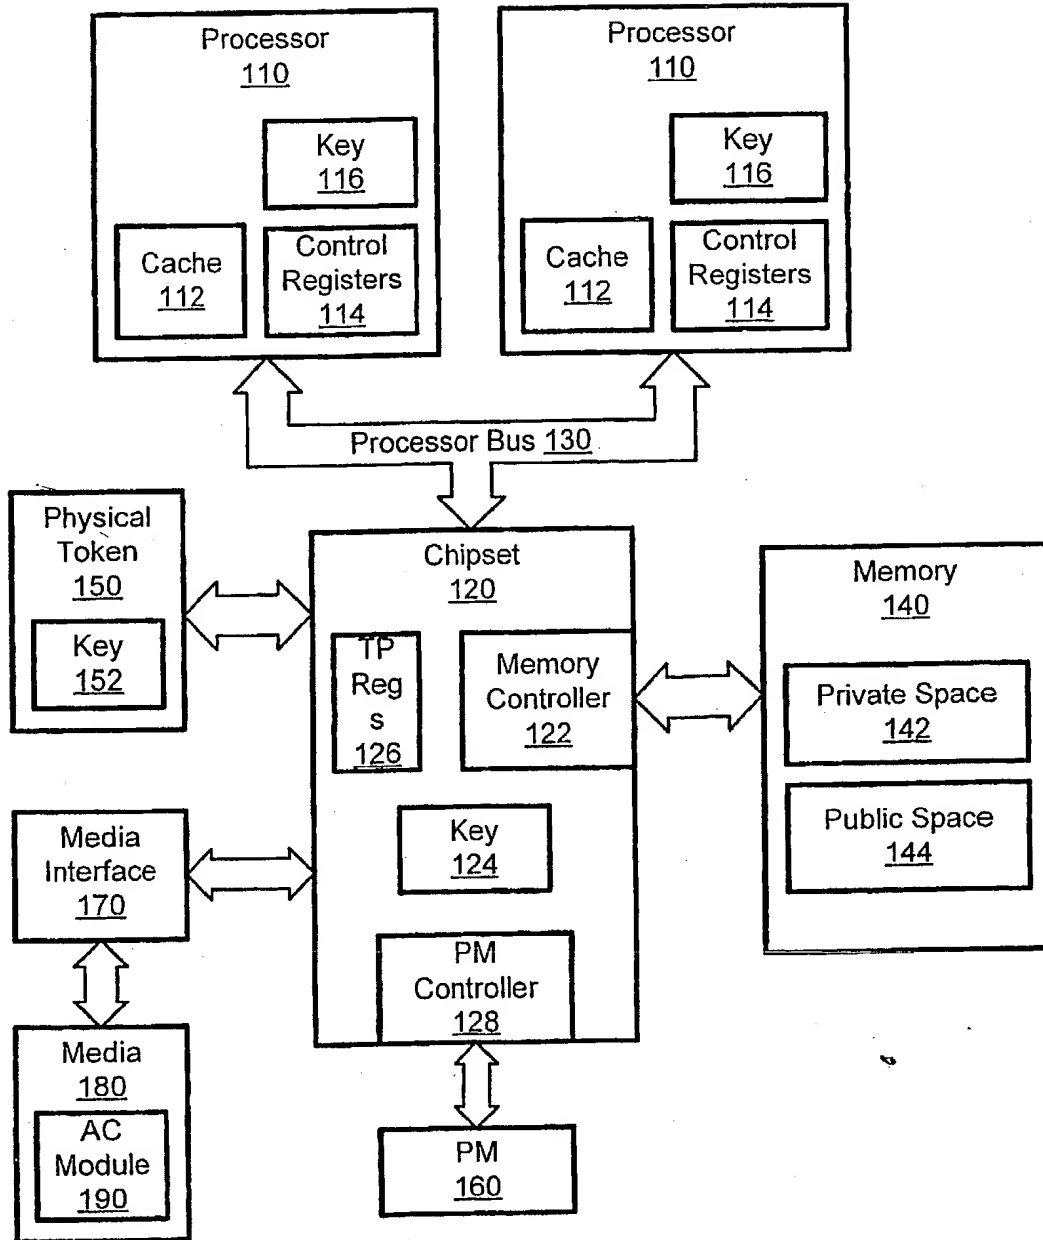 Processor
110
Key
116
Cache
112
Control
Registers
114
Processor
110
Key
116
Cache
112
Control
Registers
114
Processor Bus 130
Physical
Token
150
Key
152
Chipset
120
TP
Reg
s
126
Memory
Controller
122
Key
124
PM
Controller
128
Memory
140
Private Space
142
Public Space
144
Media
Interface
170
Media
180
AC
Module
190
PM
160